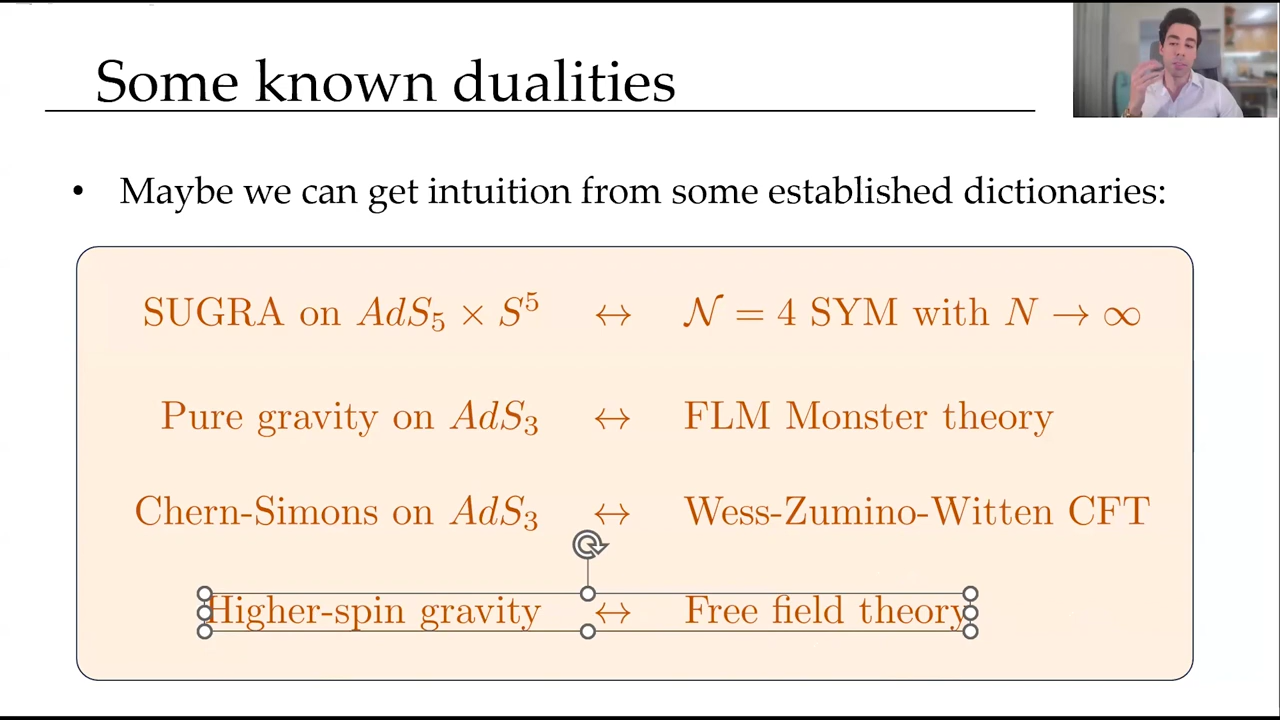 Some known dualities
• Maybe we can get intuition from some established dictionaries:
SUGRA on AdS₅ × S⁵ ↔ 𝒩 = 4 SYM with N → ∞
Pure gravity on AdS₃ ↔ FLM Monster theory
Chern-Simons on AdS₃ ↔ Wess-Zumino-Witten CFT
Higher-spin gravity ↔ Free field theory